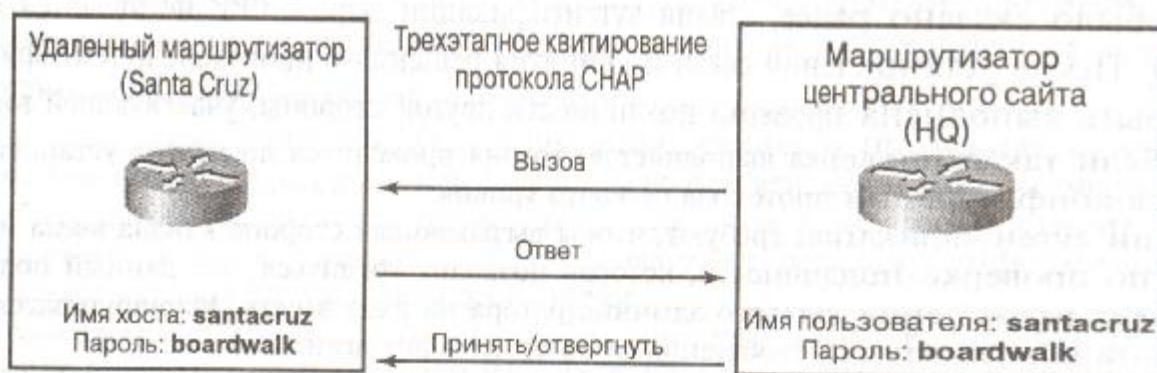 Удаленный маршрутизатор
(Santa Cruz)
Трехэтапное квитирование
протокола CHAP
Маршрутизатор
центрального сайта
(HQ)
Вызов
Ответ
Принять/отвергнуть
Имя хоста: santacruz
Пароль: boardwalk
Имя пользователя: santacruz
Пароль: boardwalk